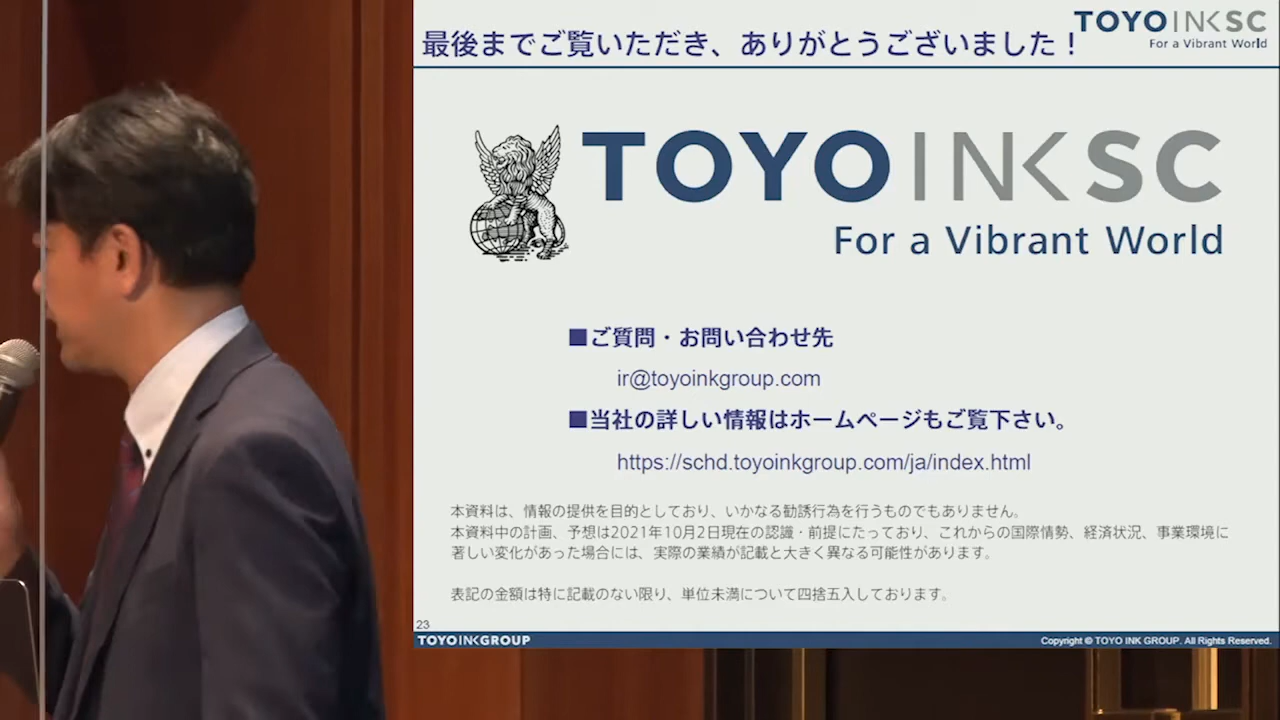 最後までご覧いただき、ありがとうございました！
TOYOINKSC
For a Vibrant World
TOYOINKSC
For a Vibrant World
■ご質問・お問い合わせ先
ir@toyoinkgroup.com
■当社の詳しい情報はホームページもご覧下さい。
https://schd.toyoinkgroup.com/ja/index.html
本資料は、情報の提供を目的としており、いかなる勧誘行為を行うものでもありません。
本資料中の計画、予想は2021年10月2日現在の認識・前提にたっており、これからの国際情勢、経済状況、事業環境に
著しい変化があった場合には、実際の業績が記載と大きく異なる可能性があります。
表記の金額は特に記載のない限り、単位未満について四捨五入しております。
23
TOYOINKGROUP
Copyright © TOYO INK GROUP. All Rights Reserved.